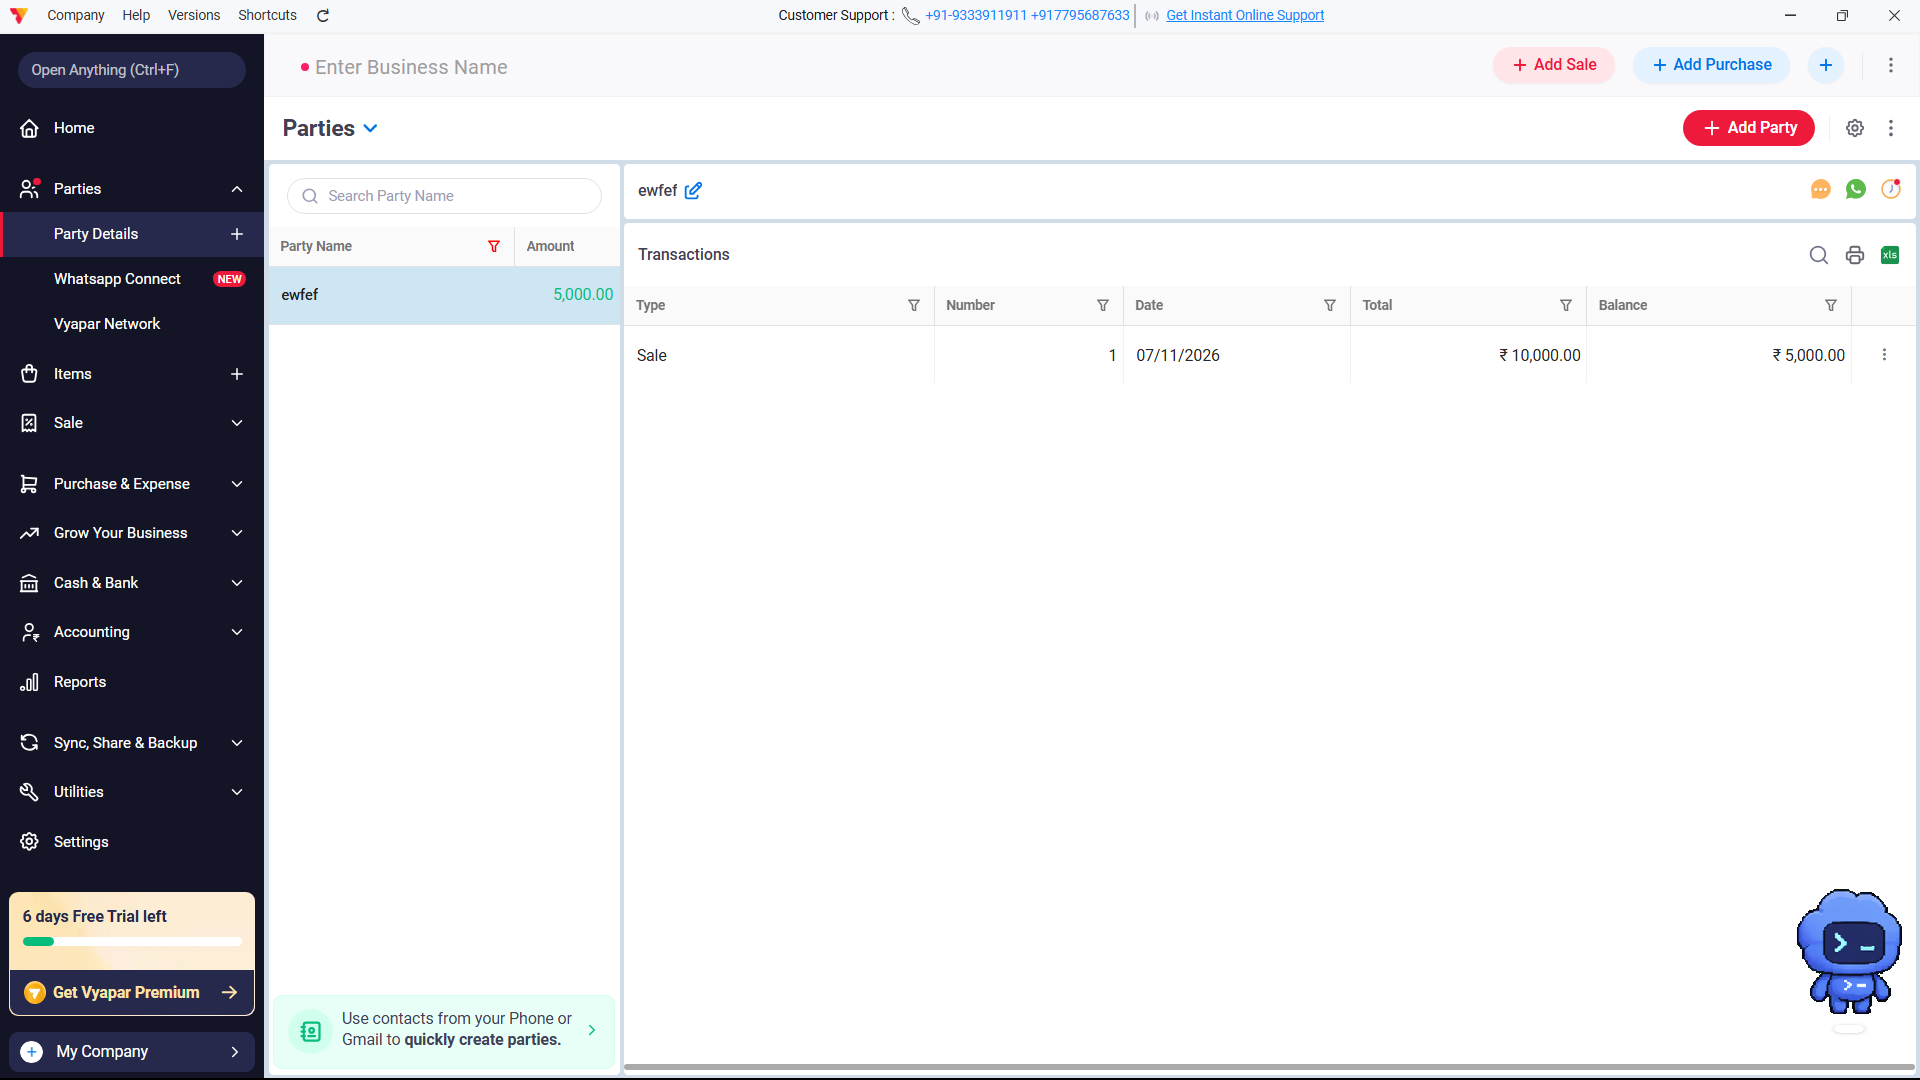 Company Help Versions Shortcuts
Customer Support : +91-9333911911 +917795687633 Get Instant Online Support
Open Anything (Ctrl+F)
Enter Business Name
+ Add Sale
+ Add Purchase
Home
Parties
+ Add Party
Parties
Party Details
Whatsapp Connect NEW
Vyapar Network
Items
Sale
Purchase & Expense
Grow Your Business
Cash & Bank
Accounting
Reports
Sync, Share & Backup
Utilities
Settings
6 days Free Trial left
Get Vyapar Premium
My Company
Search Party Name
Party Name Amount
ewfef 5,000.00
Use contacts from your Phone or
Gmail to quickly create parties.
ewfef
Transactions
xls
Type Number Date Total Balance
Sale 1 07/11/2026 ₹ 10,000.00 ₹ 5,000.00